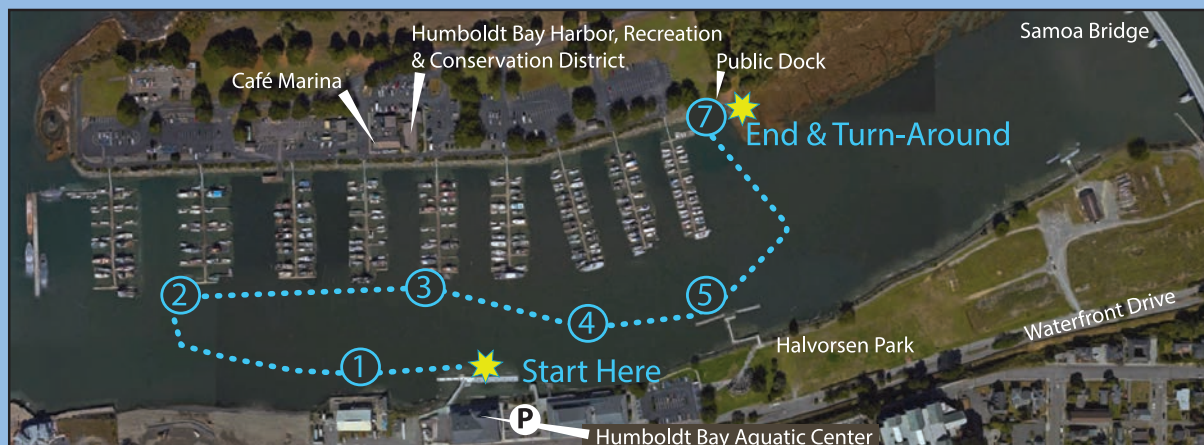 Humboldt Bay Harbor, Recreation
& Conservation District
Samoa Bridge
Café Marina
Public Dock
7
End & Turn-Around
2
3
5
4
Waterfront Drive
Halvorsen Park
1
Start Here
P
Humboldt Bay Aquatic Center